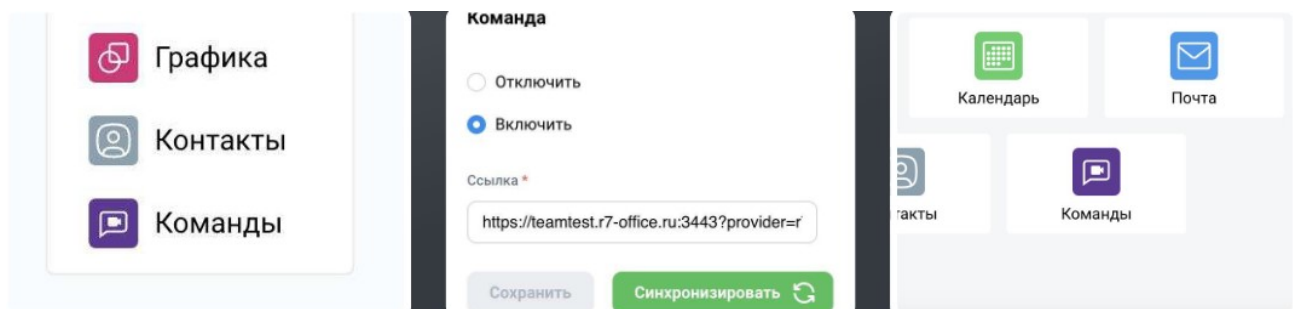 Графика
Контакты
Команды
Команда
Отключить
Включить
Ссылка *
https://teamtest.r7-office.ru:3443?provider=r
Сохранить
Синхронизировать
Календарь
Почта
такты
Команды